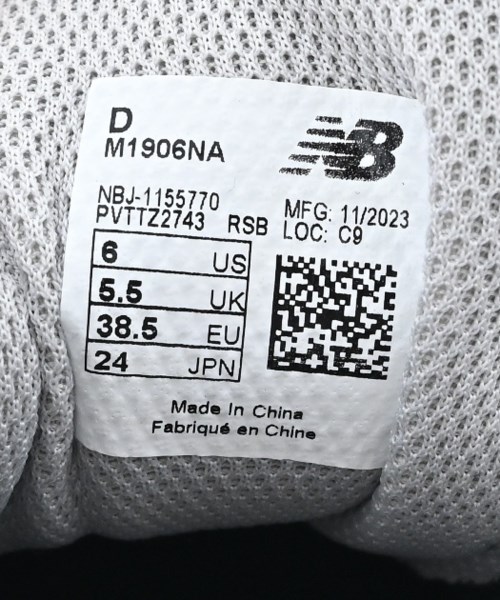 D
M1906NA
NB
NBJ-1155770
PVTTZ2743 RSB
MFG: 11/2023
LOC: C9
6 US
5.5 UK
38.5 EU
24 JPN
Made In China
Fabriqué en Chine